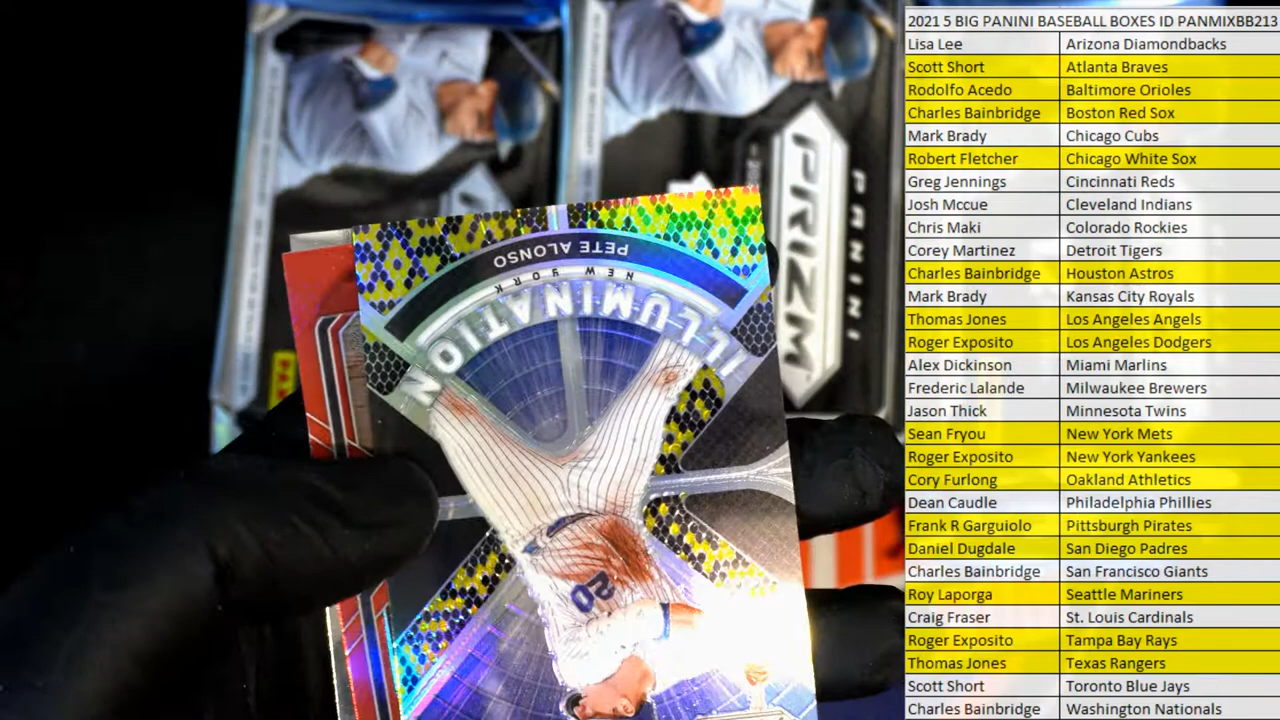 2021 5 BIG PANINI BASEBALL BOXES ID PANMIXBB213
Lisa Lee Arizona Diamondbacks
Scott Short Atlanta Braves
Rodolfo Acedo Baltimore Orioles
Charles Bainbridge Boston Red Sox
Mark Brady Chicago Cubs
Robert Fletcher Chicago White Sox
Greg Jennings Cincinnati Reds
Josh Mccue Cleveland Indians
Chris Maki Colorado Rockies
Corey Martinez Detroit Tigers
Charles Bainbridge Houston Astros
Mark Brady Kansas City Royals
Thomas Jones Los Angeles Angels
Roger Exposito Los Angeles Dodgers
Alex Dickinson Miami Marlins
Frederic Lalande Milwaukee Brewers
Jason Thick Minnesota Twins
Sean Fryou New York Mets
Roger Exposito New York Yankees
Cory Furlong Oakland Athletics
Dean Caudle Philadelphia Phillies
Frank R Garguiolo Pittsburgh Pirates
Daniel Dugdale San Diego Padres
Charles Bainbridge San Francisco Giants
Roy Laporga Seattle Mariners
Craig Fraser St. Louis Cardinals
Roger Exposito Tampa Bay Rays
Thomas Jones Texas Rangers
Scott Short Toronto Blue Jays
Charles Bainbridge Washington Nationals
PANINI
PRIZM
PETE ALONSO
NEW YORK
ILLUMINATION
20